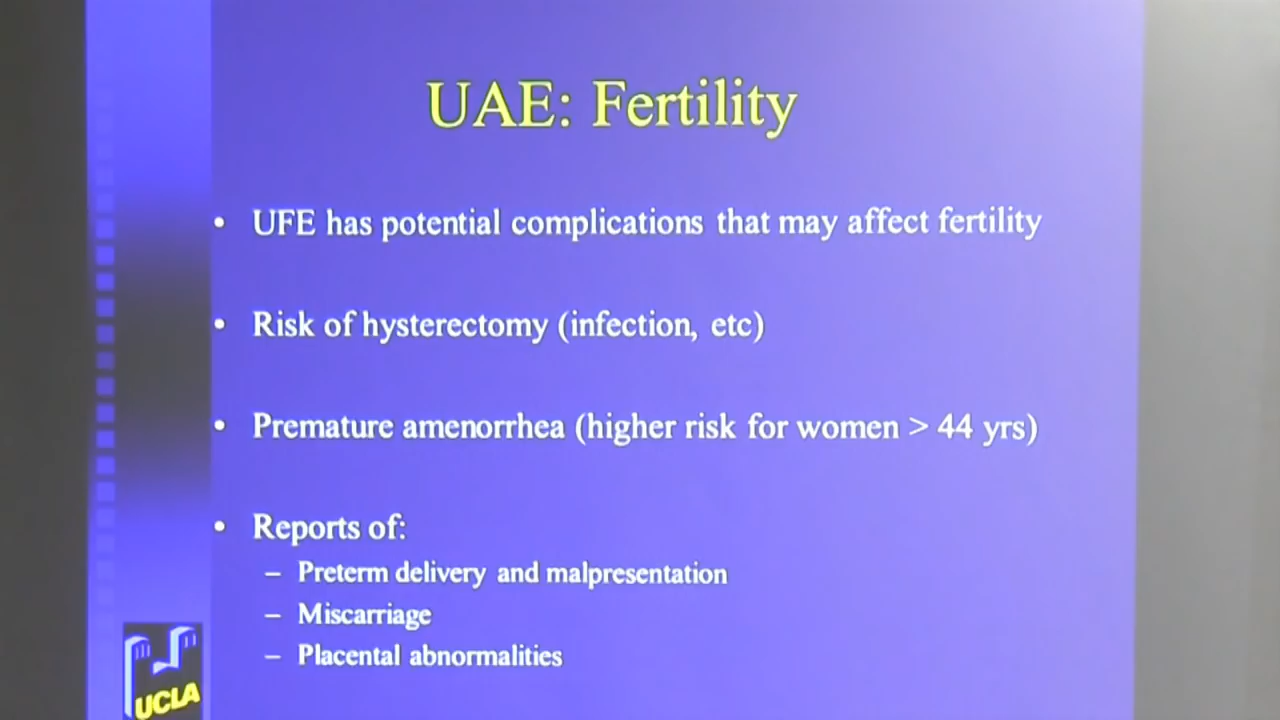 UAE: Fertility
• UFE has potential complications that may affect fertility
• Risk of hysterectomy (infection, etc)
• Premature amenorrhea (higher risk for women > 44 yrs)
• Reports of:
– Preterm delivery and malpresentation
– Miscarriage
– Placental abnormalities
UCLA